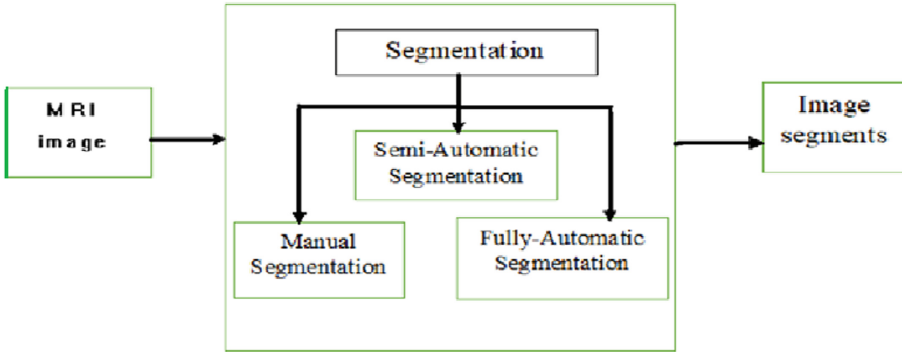 MRI
image
Segmentation
Semi-Automatic
Segmentation
Manual
Segmentation
Fully-Automatic
Segmentation
Image
segments